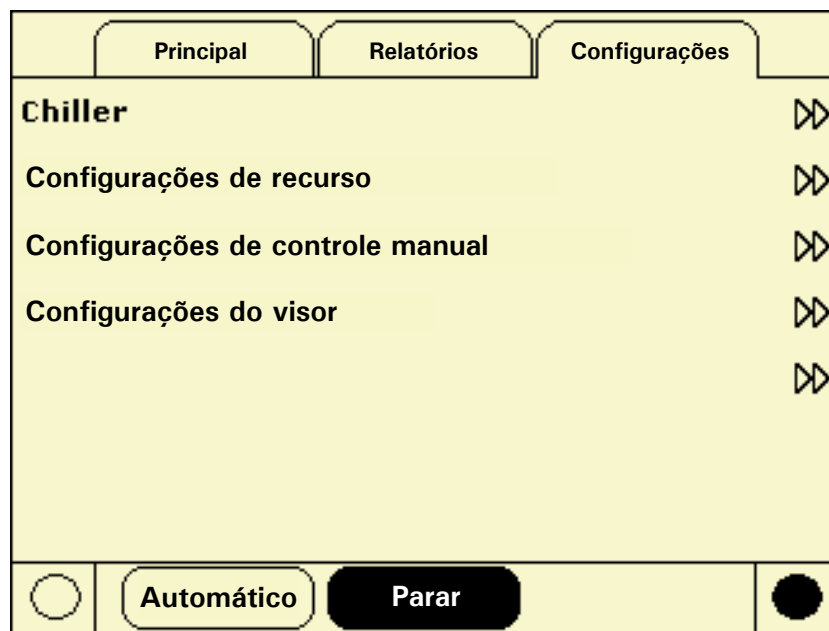 Principal Relatórios Configurações
Chiller
Configurações de recurso
Configurações de controle manual
Configurações do visor
Automático Parar